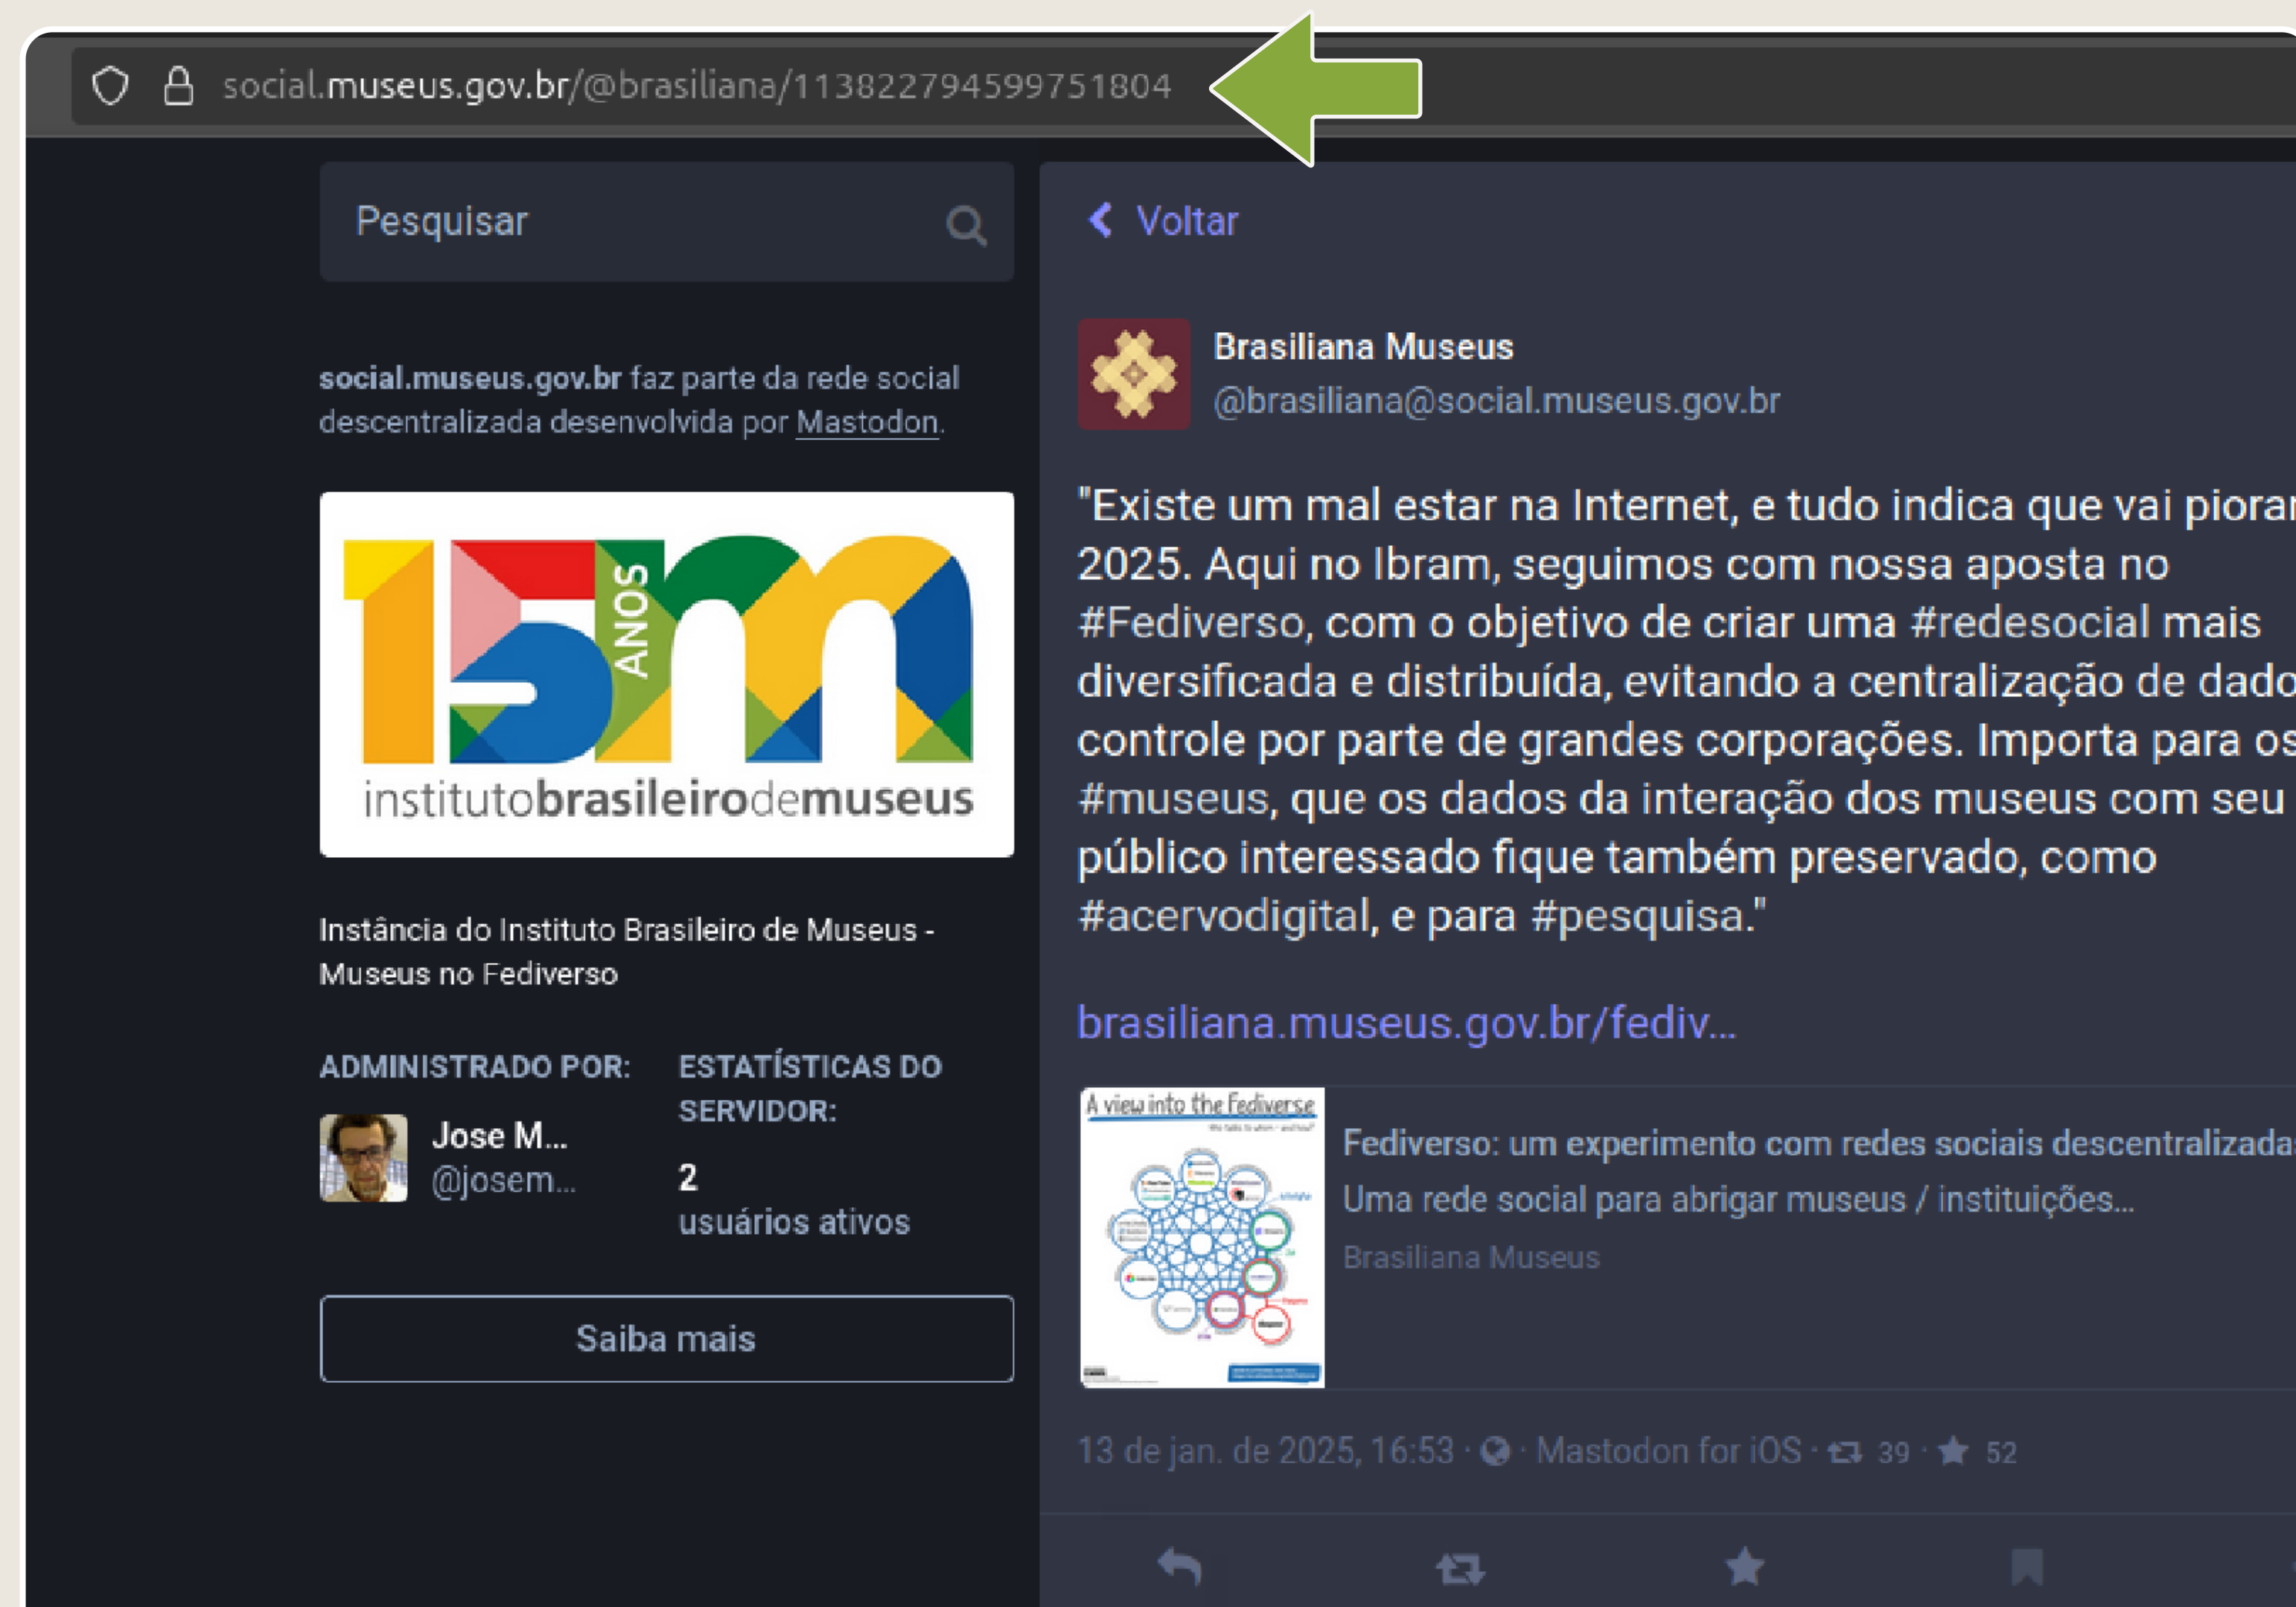 social.museus.gov.br/@brasiliana/113822794599751804
Pesquisar
social.museus.gov.br faz parte da rede social
descentralizada desenvolvida por Mastodon.
15 ANOS m
institutobrasileirodemuseus
Instância do Instituto Brasileiro de Museus -
Museus no Fediverso
ADMINISTRADO POR:
Jose M...
@josem...
ESTATÍSTICAS DO
SERVIDOR:
2
usuários ativos
Saiba mais
Voltar
Brasiliana Museus
@brasiliana@social.museus.gov.br
"Existe um mal estar na Internet, e tudo indica que vai piorar
2025. Aqui no Ibram, seguimos com nossa aposta no
#Fediverso, com o objetivo de criar uma #redesocial mais
diversificada e distribuída, evitando a centralização de dado
controle por parte de grandes corporações. Importa para os
#museus, que os dados da interação dos museus com seu
público interessado fique também preservado, como
#acervodigital, e para #pesquisa."
brasiliana.museus.gov.br/fediv...
A view into the Fediverse
Fediverso: um experimento com redes sociais descentralizadas
Uma rede social para abrigar museus / instituições...
Brasiliana Museus
13 de jan. de 2025, 16:53 · Mastodon for iOS · 39 · 52